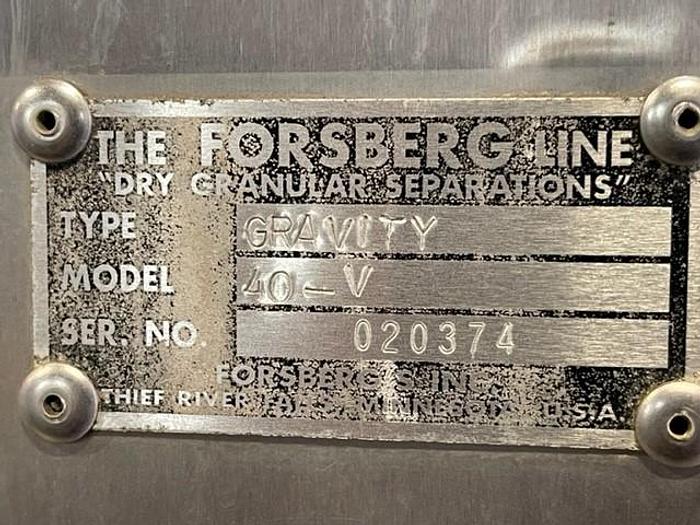 THE FORSBERG LINE
"DRY GRANULAR SEPARATIONS"
TYPE GRAVITY
MODEL 40-V
SER. NO. 020374
FORSBERG'S INC.
THIEF RIVER FALLS, MINNESOTA, U.S.A.